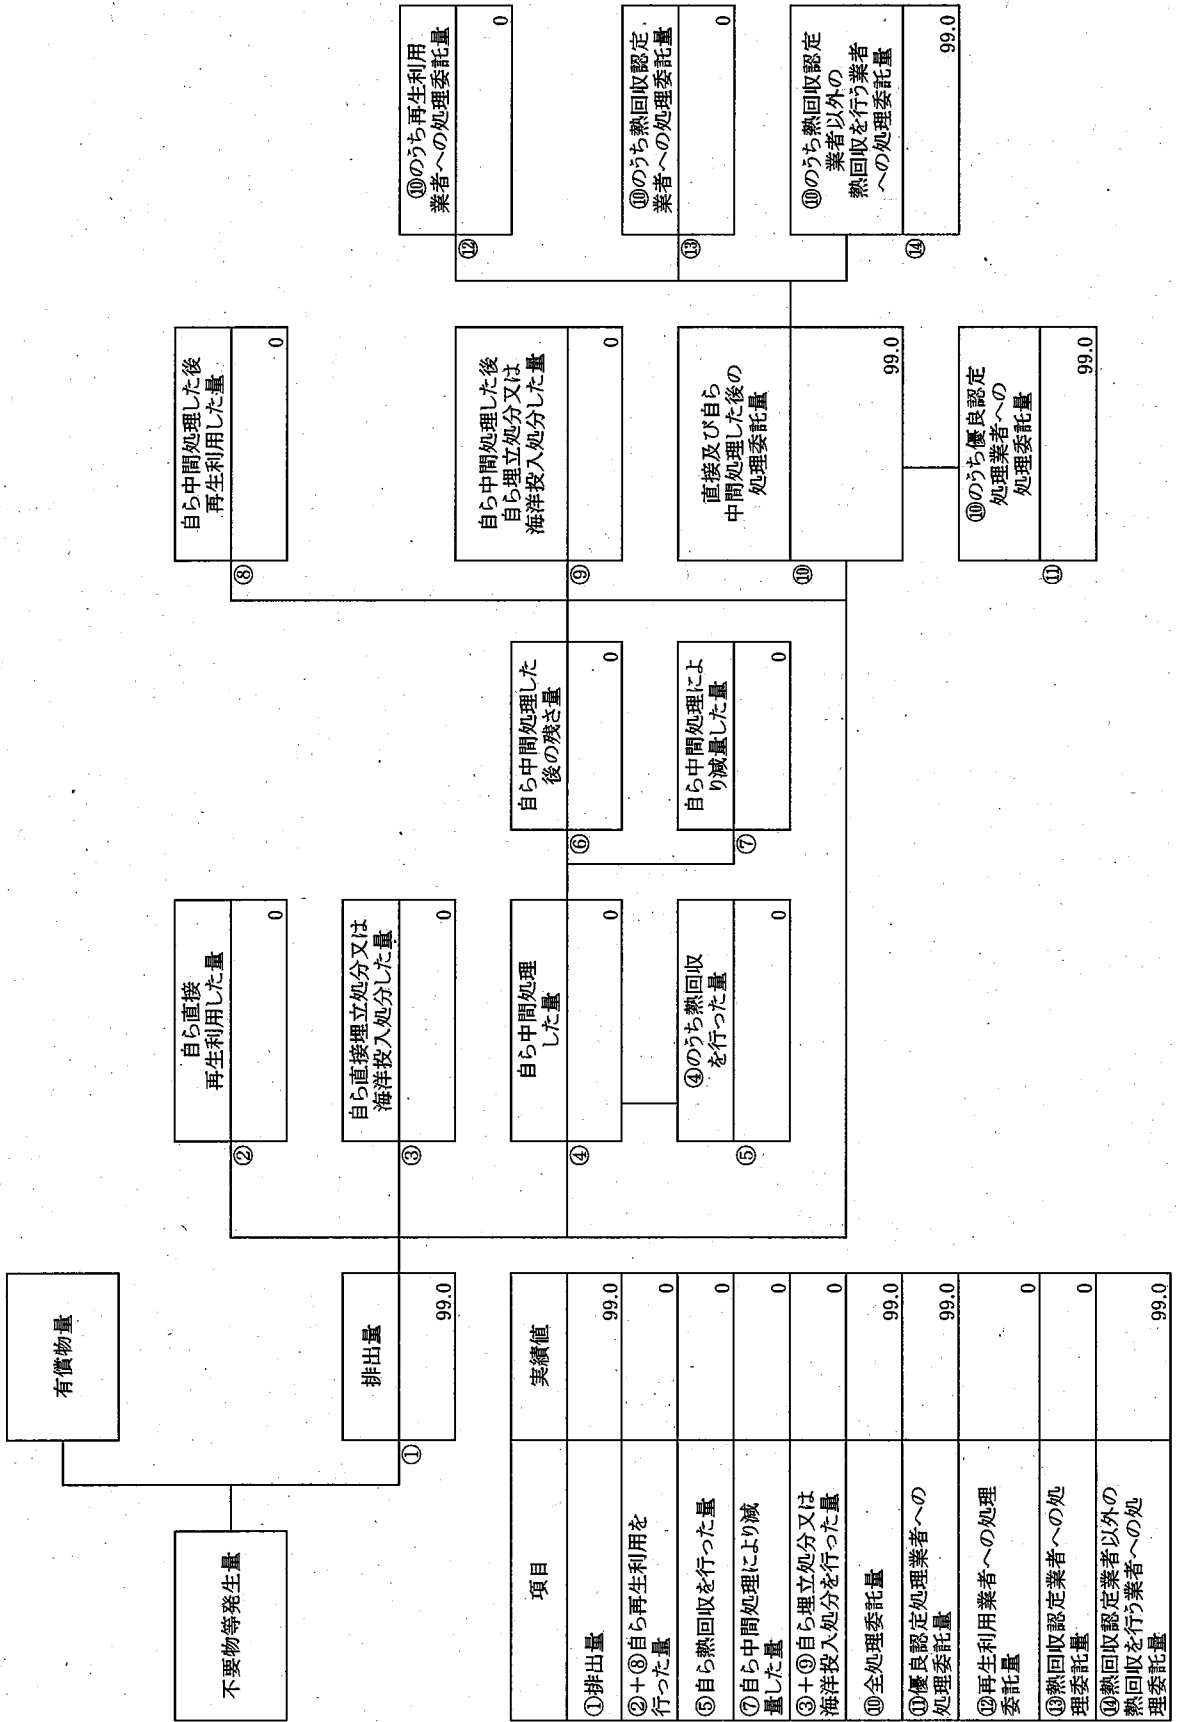 不要物等発生量
有償物量
①
排出量
99.0
②
自ら直接
再生利用した量
0
③
自ら直接埋立処分又は
海洋投入処分した量
0
④
自ら中間処理
した量
0
⑤
④のうち熱回収
を行った量
0
⑥
自ら中間処理した
後の残さ量
0
⑦
自ら中間処理によ
り減量した量
0
⑧
自ら中間処理した後
再生利用した量
0
⑨
自ら中間処理した後
自ら埋立処分又は
海洋投入処分した量
0
⑩
直接及び自ら
中間処理した後の
処理委託量
99.0
⑪
⑩のうち優良認定
処理業者への
処理委託量
99.0
⑫
⑩のうち再生利用
業者への処理委託量
0
⑬
⑩のうち熱回収認定
業者への処理委託量
0
⑭
⑩のうち熱回収認定
業者以外の
熱回収を行う業者
への処理委託量
99.0
項目 実績値
①排出量 99.0
②+⑧自ら再生利用を
行った量 0
⑤自ら熱回収を行った量 0
⑦自ら中間処理により減
量した量 0
③+⑨自ら埋立処分又は
海洋投入処分を行った量 0
⑩全処理委託量 99.0
⑪優良認定処理業者への
処理委託量 99.0
⑫再生利用業者への処理
委託量 0
⑬熱回収認定業者への処
理委託量 0
⑭熱回収認定業者以外の
熱回収を行う業者への処
理委託量 99.0